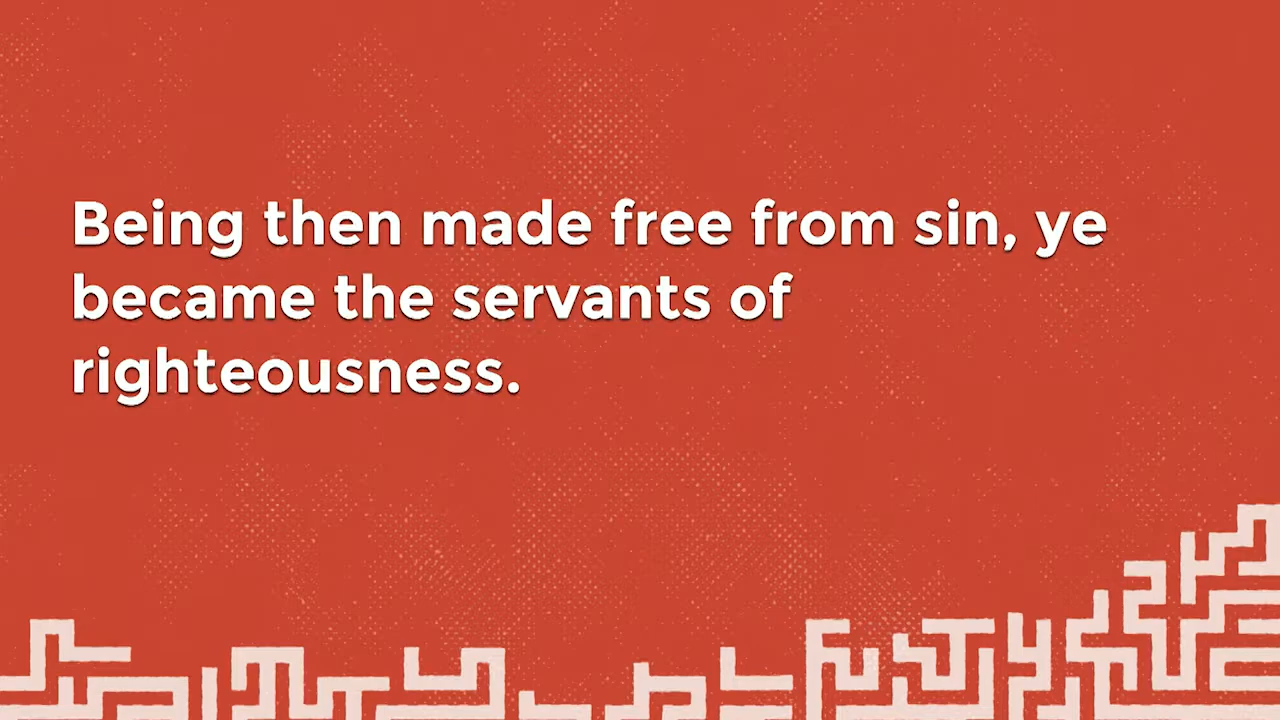 Being then made free from sin, ye
became the servants of
righteousness.